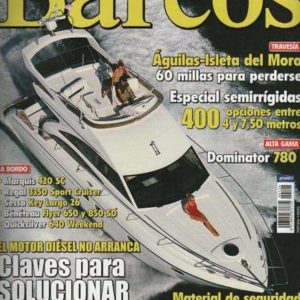 Barcos
TRAVESÍA
Águilas-Isleta del Moro
60 millas para perderse
Especial semirrígidas
400 opciones entre
4 y 7,50 metros
ALTA GAMA
Dominator 780
A BORDO
Marquis 420 SC
Regal 3350 Sport Cruiser
Sessa Key Largo 26
Beneteau Flyer 650 y 850 SD
Quicksilver 640 Weekend
EL MOTOR DIÉSEL NO ARRANCA
Claves para
SOLUCIONAR
Material de seguridad